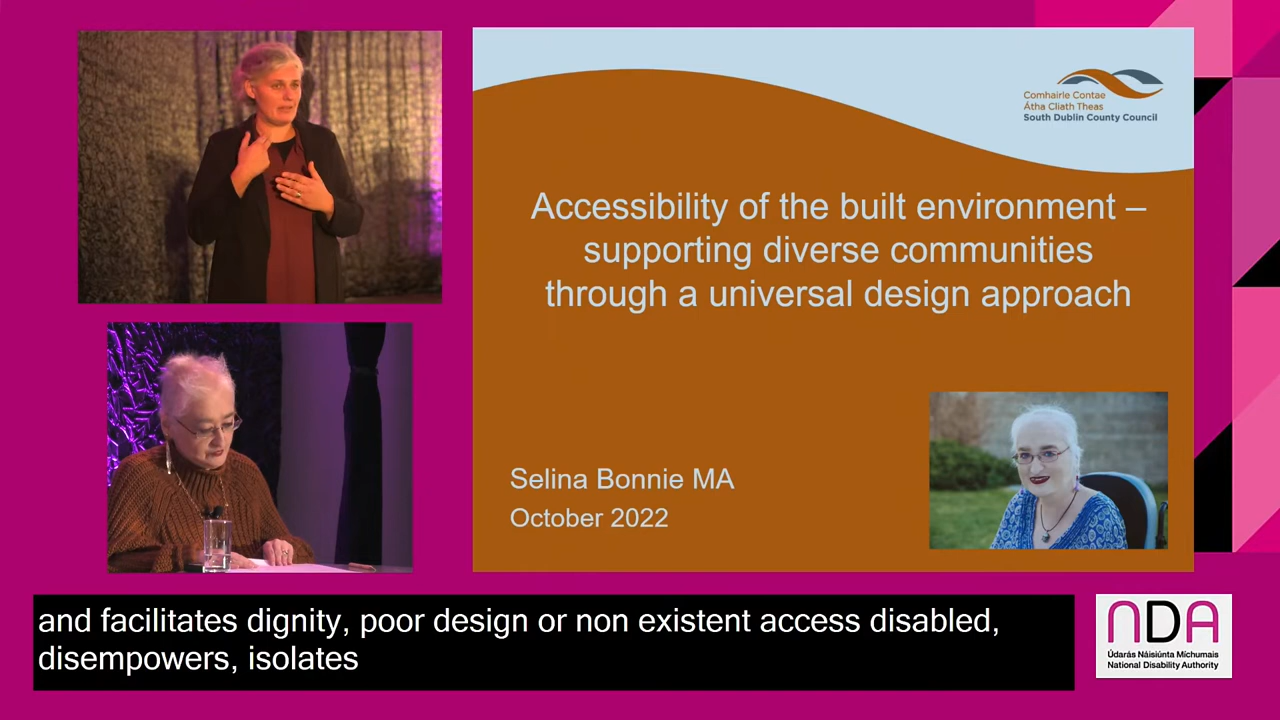 Comhairle Contae
Átha Cliath Theas
South Dublin County Council
Accessibility of the built environment –
supporting diverse communities
through a universal design approach
Selina Bonnie MA
October 2022
and facilitates dignity, poor design or non existent access disabled,
disempowers, isolates
NDA
Údarás Náisiúnta Míchumais
National Disability Authority